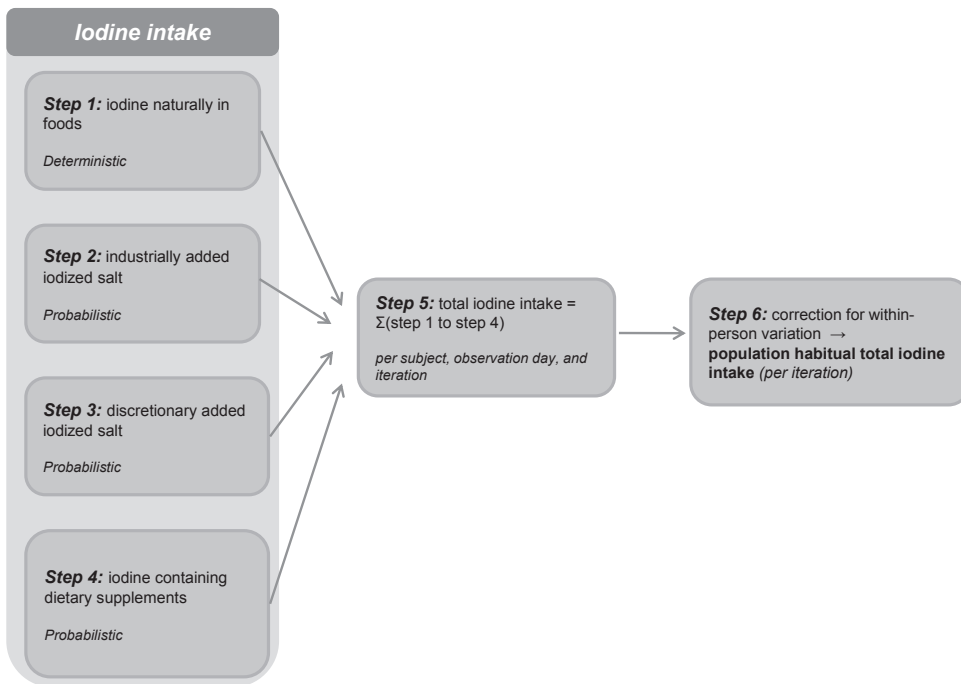 Iodine intake
Step 1: iodine naturally in
foods
Deterministic
Step 2: industrially added
iodized salt
Probabilistic
Step 3: discretionary added
iodized salt
Probabilistic
Step 4: iodine containing
dietary supplements
Probabilistic
Step 5: total iodine intake =
Σ(step 1 to step 4)
per subject, observation day, and
iteration
Step 6: correction for within-
person variation →
population habitual total iodine
intake (per iteration)